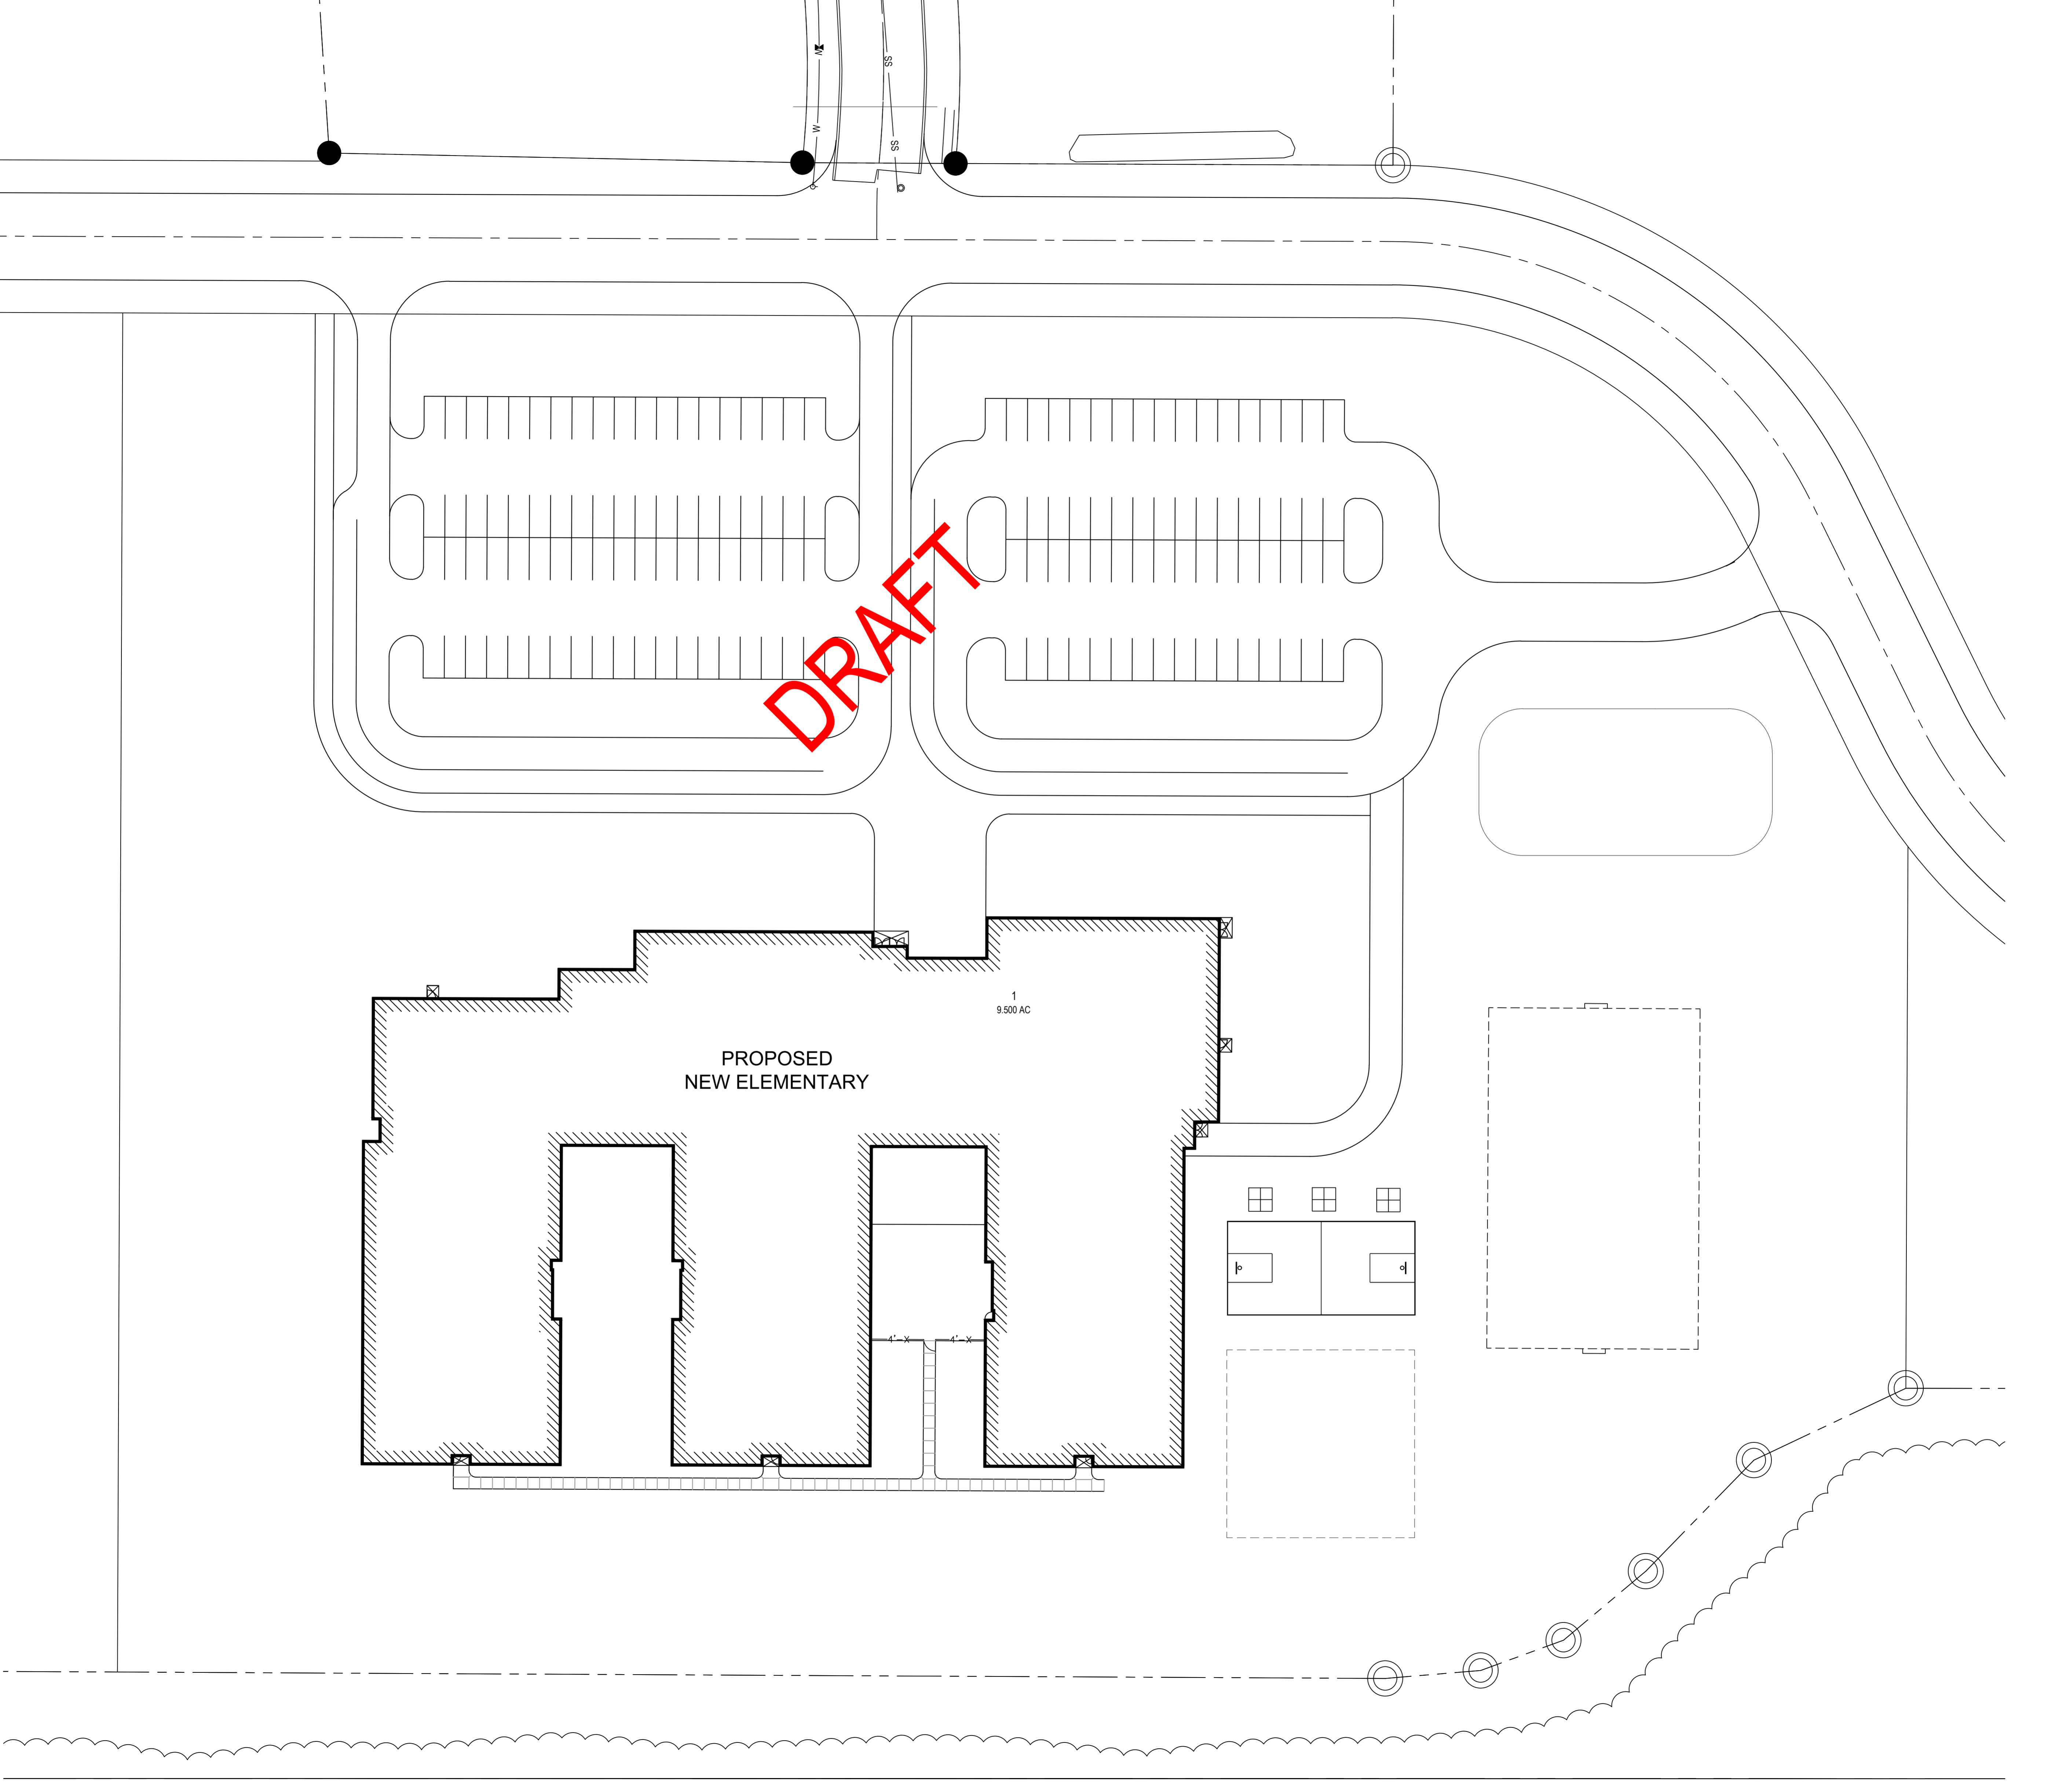 W
SS
W
SS
DRAFT
1
9.500 AC
PROPOSED
NEW ELEMENTARY
4'-X
4'-X